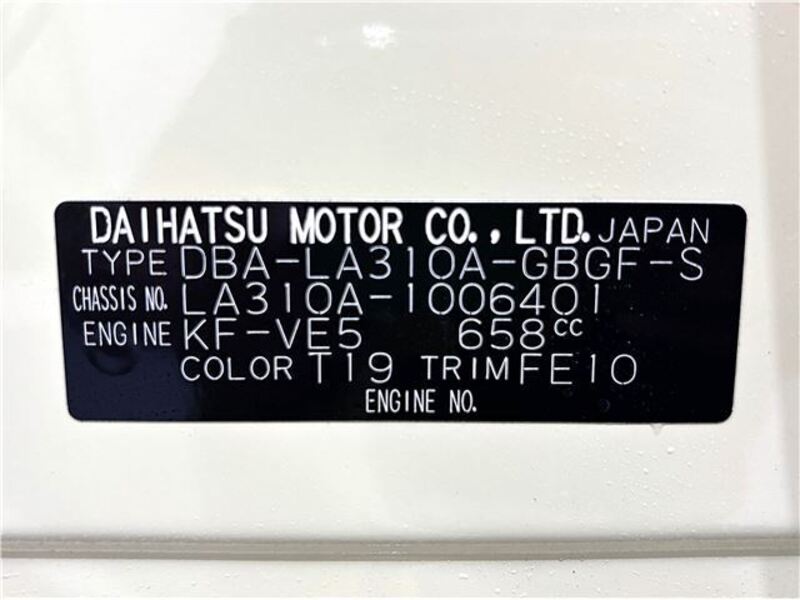 DAIHATSU MOTOR CO., LTD. JAPAN
TYPE DBA-LA310A-GBGF-S
CHASSIS NO. LA310A-1006401
ENGINE KF-VE5 658cc
COLOR T19 TRIM FE10
ENGINE NO.